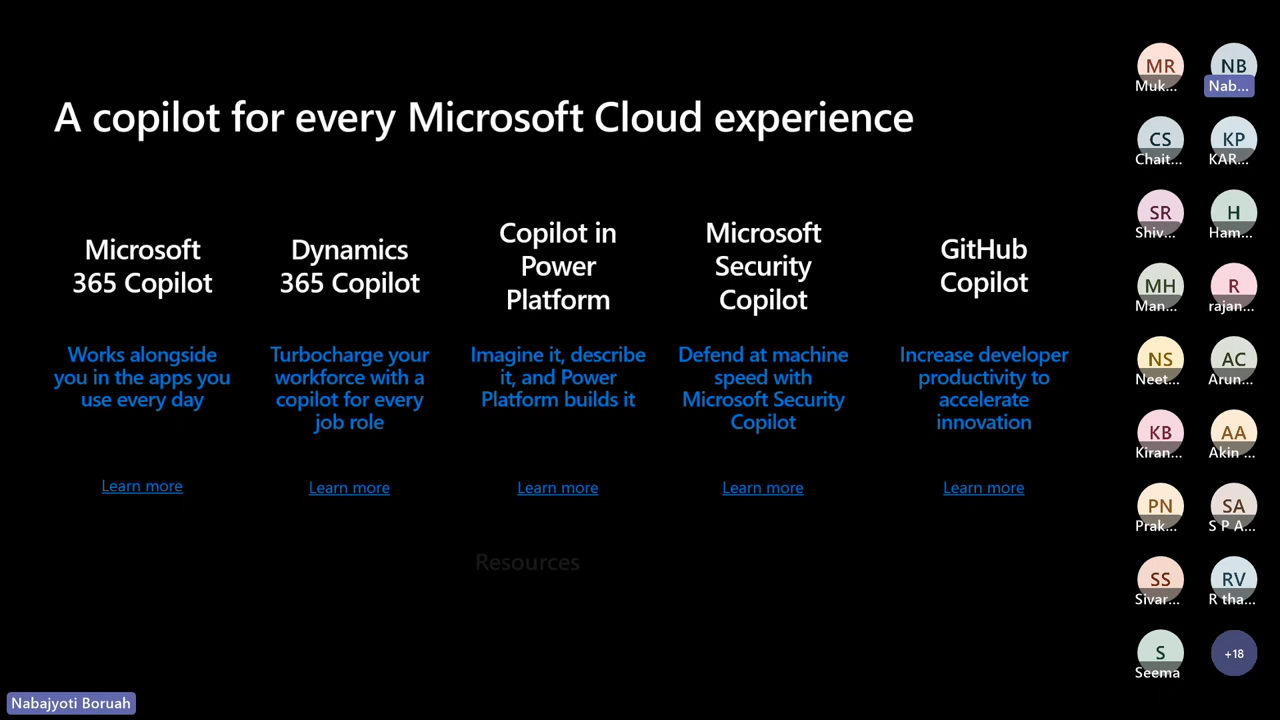 A copilot for every Microsoft Cloud experience
Microsoft
365 Copilot
Works alongside
you in the apps you
use every day
Learn more
Dynamics
365 Copilot
Turbocharge your
workforce with a
copilot for every
job role
Learn more
Copilot in
Power
Platform
Imagine it, describe
it, and Power
Platform builds it
Learn more
Microsoft
Security
Copilot
Defend at machine
speed with
Microsoft Security
Copilot
Learn more
GitHub
Copilot
Increase developer
productivity to
accelerate
innovation
Learn more
Resources
MR
Muk...
NB
Nab...
CS
Chait...
KP
KAR...
SR
Shiv...
H
Ham...
MH
Man...
R
rajan...
NS
Neet...
AC
Arun...
KB
Kiran...
AA
Akin ...
PN
Prak...
SA
S P A...
SS
Sivar...
RV
R tha...
S
Seema
+18
Nabajyoti Boruah